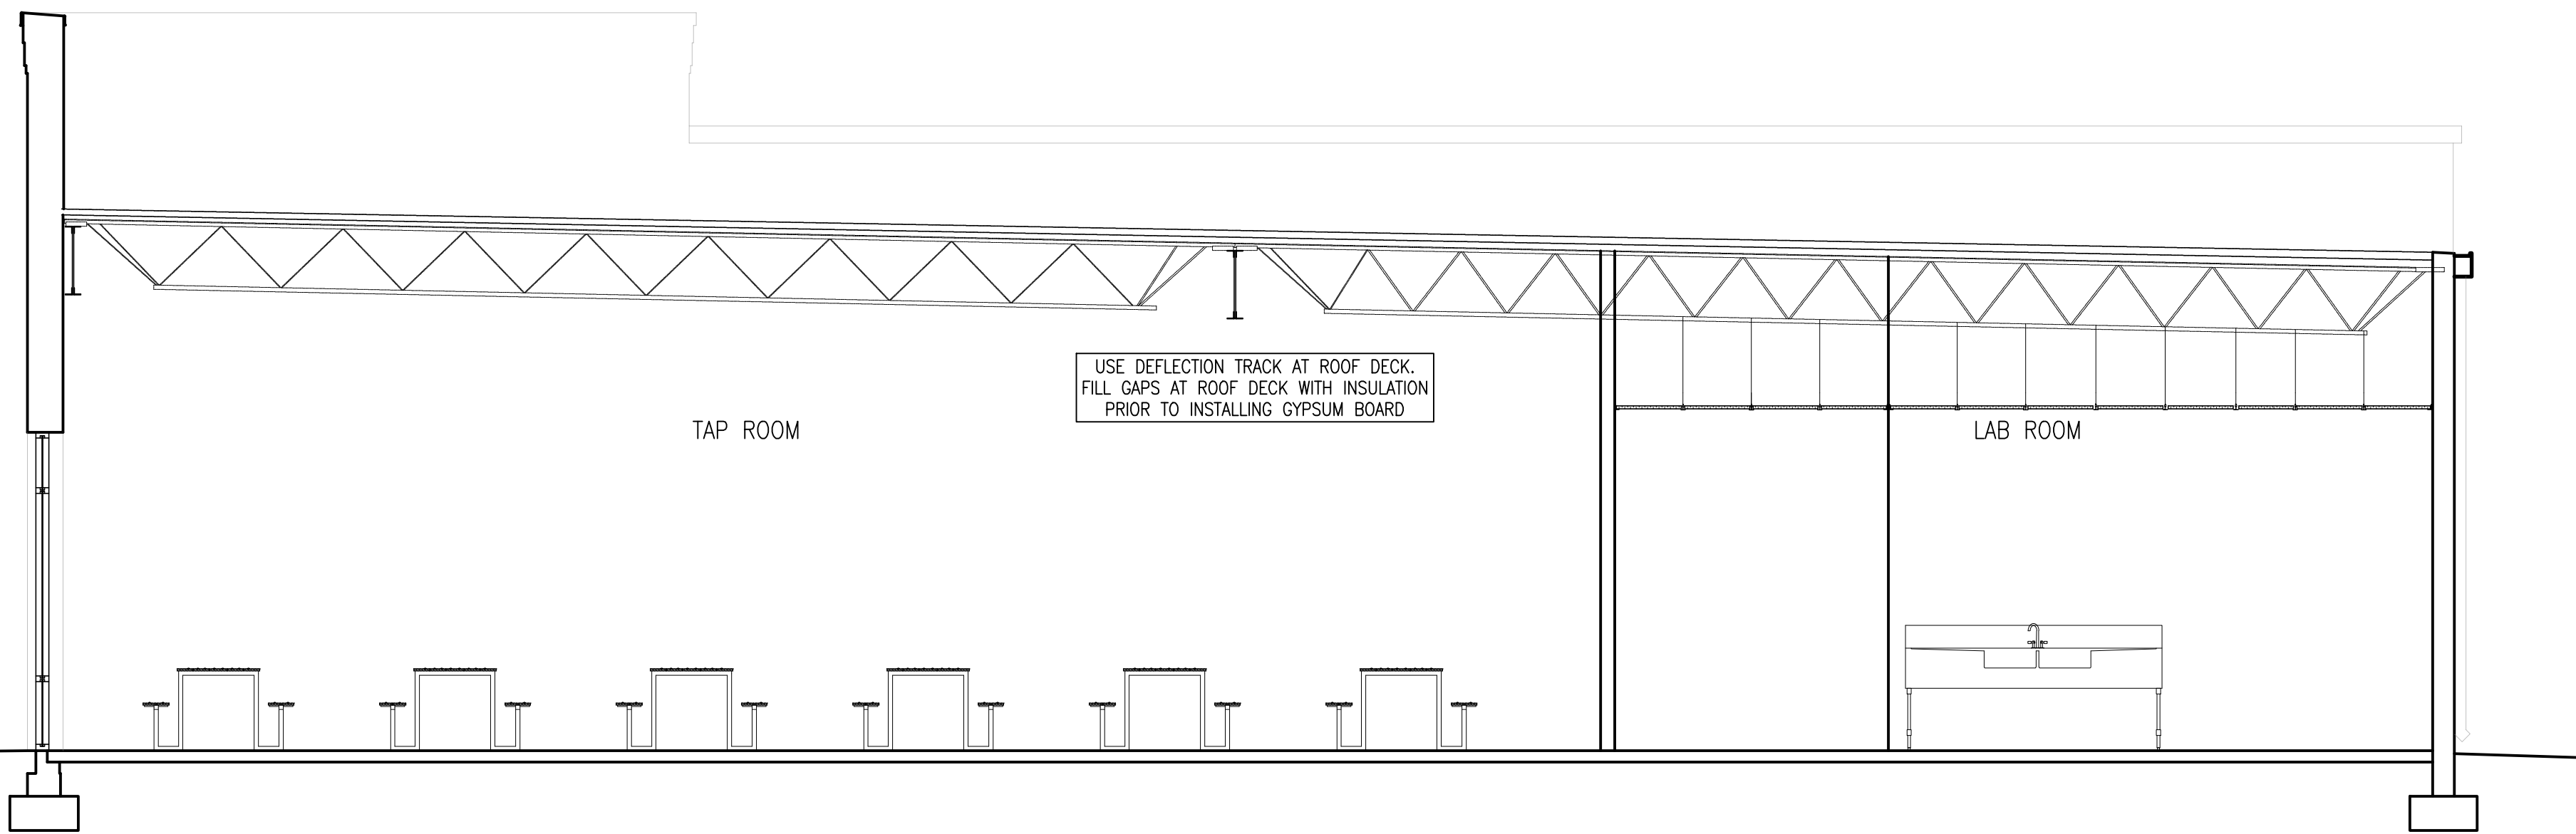 USE DEFLECTION TRACK AT ROOF DECK.
FILL GAPS AT ROOF DECK WITH INSULATION
PRIOR TO INSTALLING GYPSUM BOARD
TAP ROOM
LAB ROOM